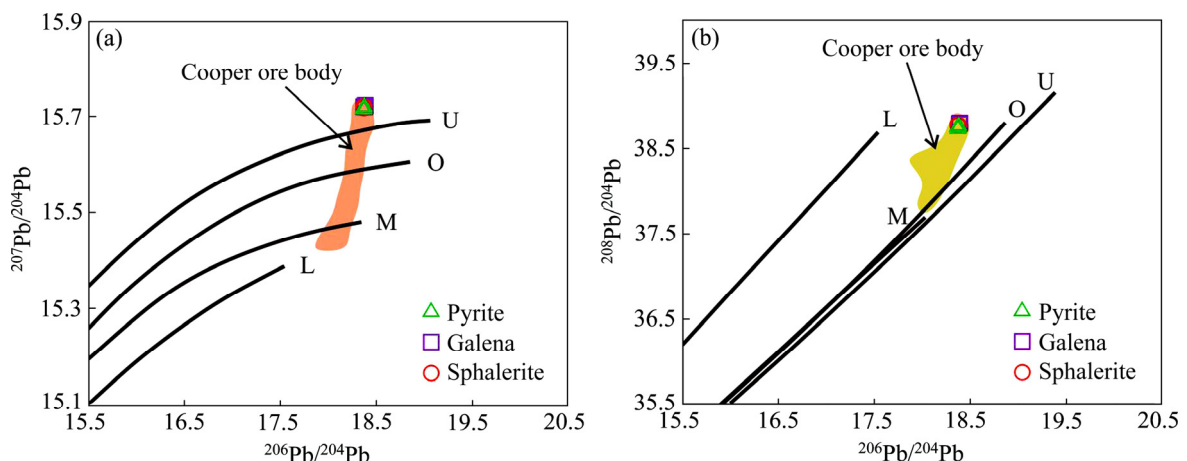 (a)
15.9
15.7
15.5
15.3
15.1
²⁰⁷Pb/²⁰⁴Pb
Cooper ore body
U
O
M
L
Pyrite
Galena
Sphalerite
15.5 16.5 17.5 18.5 19.5 20.5
²⁰⁶Pb/²⁰⁴Pb
(b)
39.5
38.5
37.5
36.5
35.5
²⁰⁸Pb/²⁰⁴Pb
Cooper ore body
U
L
O
M
Pyrite
Galena
Sphalerite
15.5 16.5 17.5 18.5 19.5 20.5
²⁰⁶Pb/²⁰⁴Pb